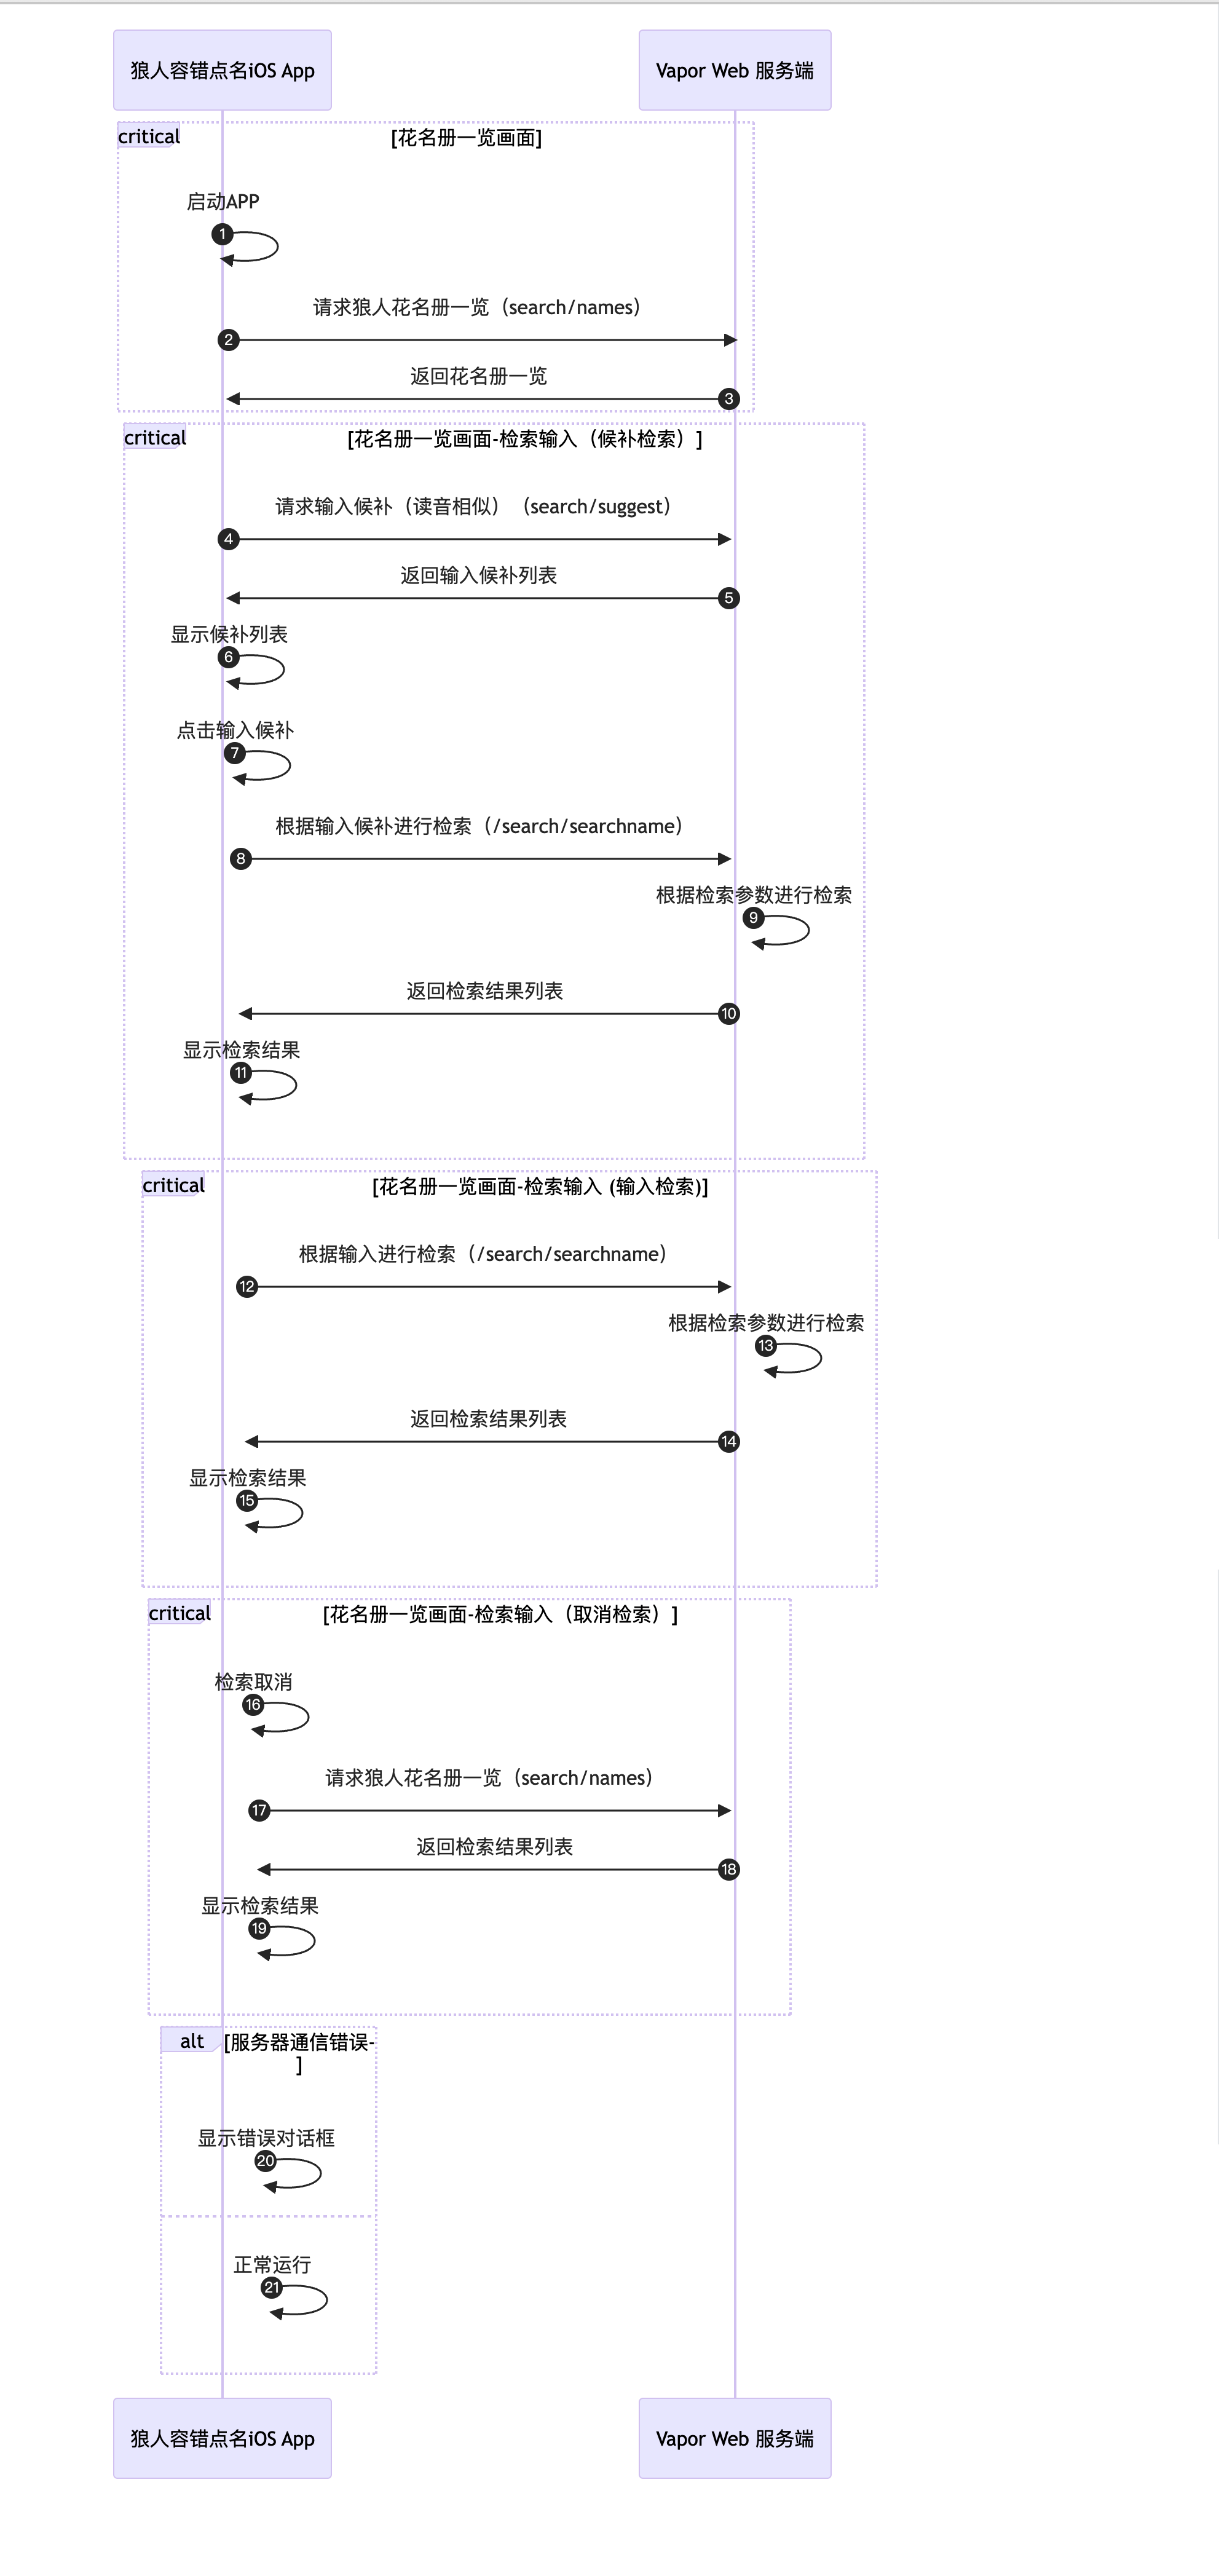 狼人容错点名iOS App
Vapor Web 服务端
critical
[花名册一览画面]
启动APP
1
请求狼人花名册一览（search/names）
2
返回花名册一览
3
critical
[花名册一览画面-检索输入（候补检索）]
请求输入候补（读音相似）（search/suggest）
4
返回输入候补列表
5
显示候补列表
6
点击输入候补
7
根据输入候补进行检索（/search/searchname）
8
根据检索参数进行检索
9
返回检索结果列表
10
显示检索结果
11
critical
[花名册一览画面-检索输入 (输入检索)]
根据输入进行检索（/search/searchname）
12
根据检索参数进行检索
13
返回检索结果列表
14
显示检索结果
15
critical
[花名册一览画面-检索输入（取消检索）]
检索取消
16
请求狼人花名册一览（search/names）
17
返回检索结果列表
18
显示检索结果
19
alt
[服务器通信错误-
]
显示错误对话框
20
正常运行
21
狼人容错点名iOS App
Vapor Web 服务端